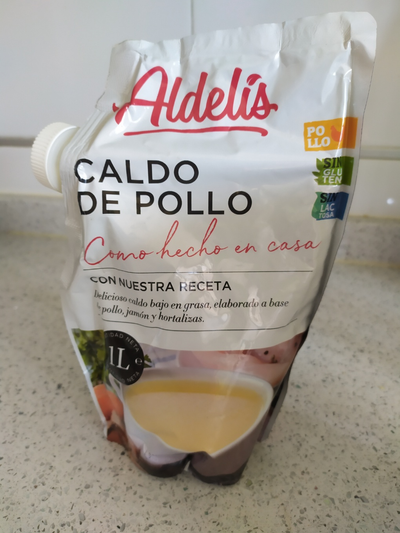 Aldelís
POLLO
SIN GLUTEN
SIN LACTOSA
CALDO
DE POLLO
Como hecho en casa
CON NUESTRA RECETA
Delicioso caldo bajo en grasa, elaborado a base
pollo, jamón y hortalizas.
1L